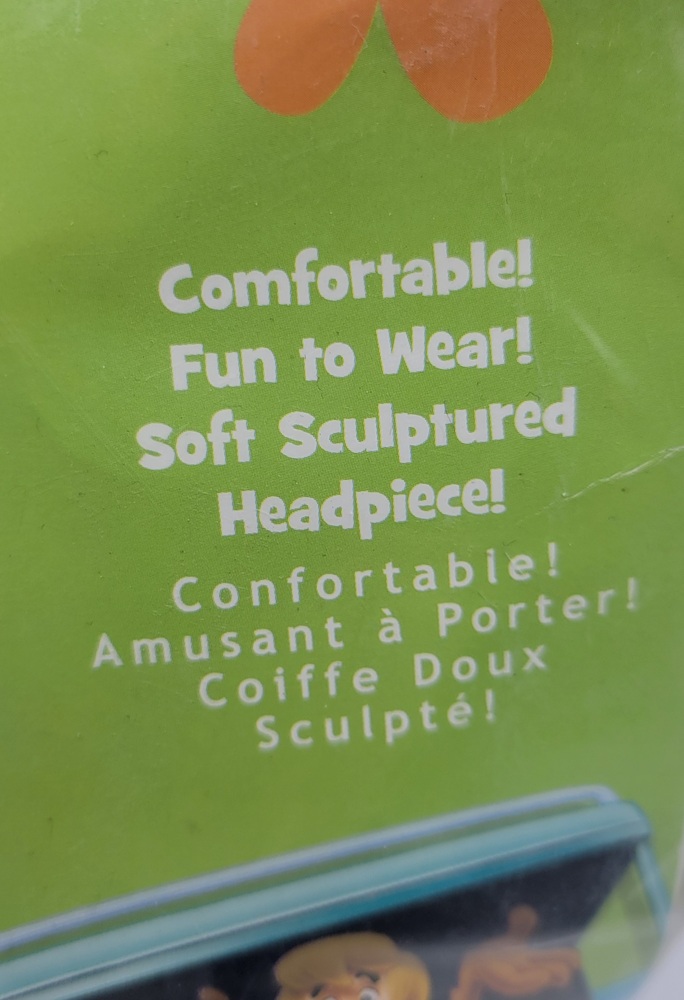 Comfortable!
Fun to Wear!
Soft Sculptured
Headpiece!
Confortable!
Amusant à Porter!
Coiffe Doux
Sculpté!